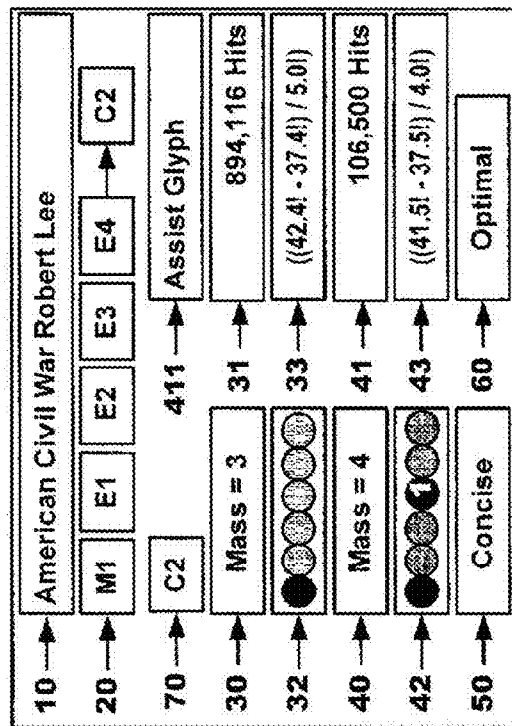 10 American Civil War Robert Lee
20 M1 E1 E2 E3 E4 C2
70 C2 411 Assist Glyph
30 Mass = 3 31 894,116 Hits
32 33 ((42.4! - 37.4!) / 5.0!)
40 Mass = 4 41 106,500 Hits
42 1 43 ((41.5! - 37.5!) / 4.0!)
50 Concise 60 Optimal